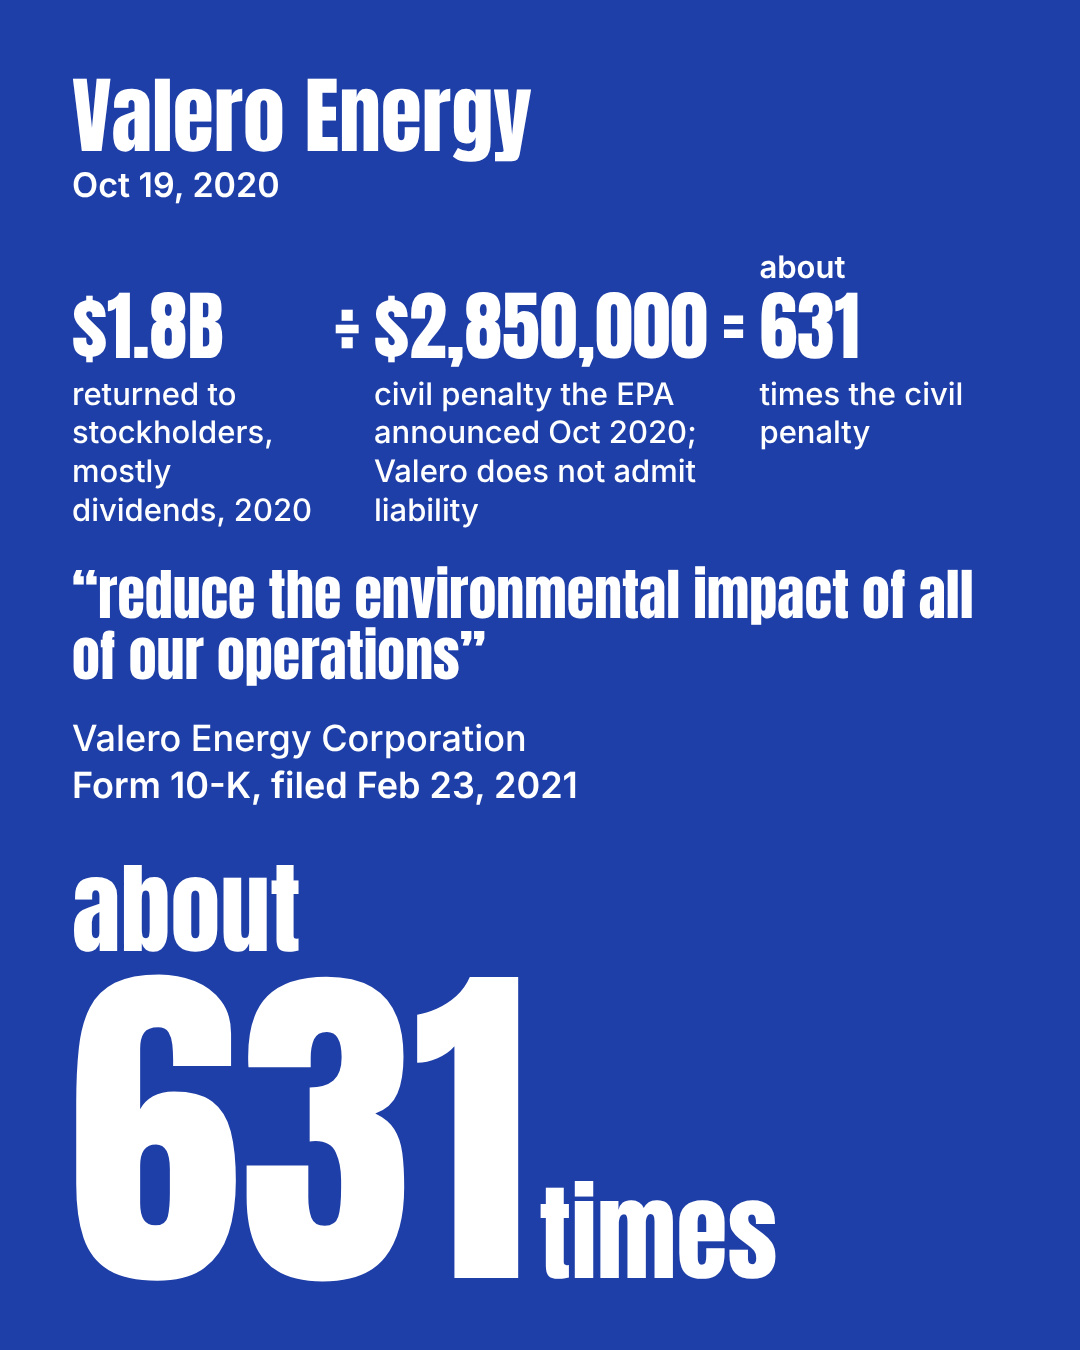 Valero Energy
Oct 19, 2020
$1.8B
returned to
stockholders,
mostly
dividends, 2020
÷
$2,850,000
civil penalty the EPA
announced Oct 2020;
Valero does not admit
liability
=
about
631
times the civil
penalty
“reduce the environmental impact of all
of our operations”
Valero Energy Corporation
Form 10-K, filed Feb 23, 2021
about
631 times